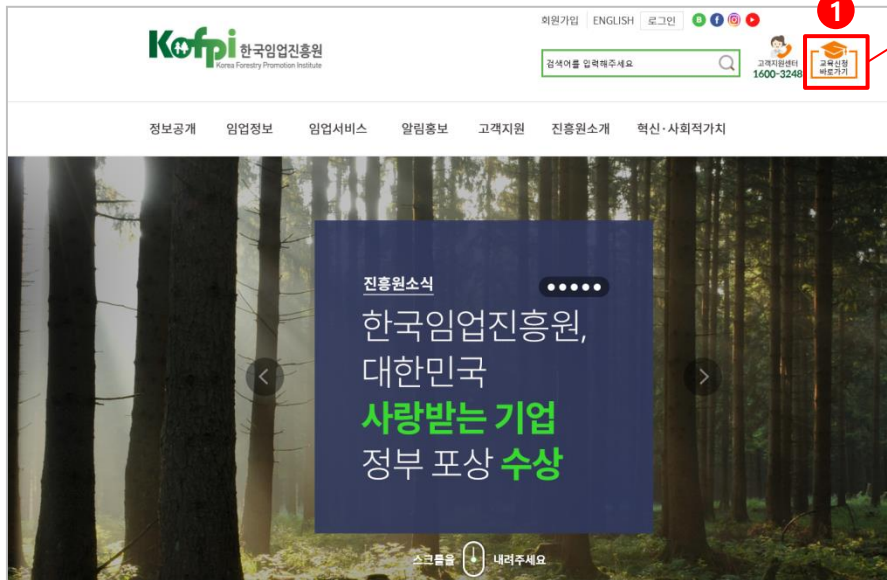 1
회원가입 ENGLISH 로그인
Kofpi 한국임업진흥원
Korea Forestry Promotion Institute
검색어를 입력해주세요
고객지원센터
1600-3248
교육신청
바로가기
정보공개 임업정보 임업서비스 알림홍보 고객지원 진흥원소개 혁신·사회적가치
진흥원소식
한국임업진흥원,
대한민국
사랑받는 기업
정부 포상 수상
스크롤을 내려주세요